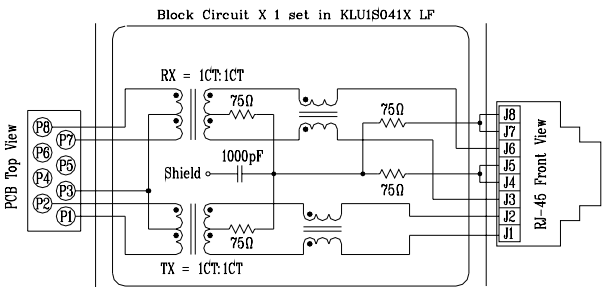 Block Circuit X 1 set in KLU1S041X LF
RX = 1CT:1CT
75Ω
75Ω
1000pF
Shield
75Ω
75Ω
TX = 1CT:1CT
PCB Top View
P8
P7
P6
P5
P4
P3
P2
P1
J8
J7
J6
J5
J4
J3
J2
J1
RJ-45 Front View